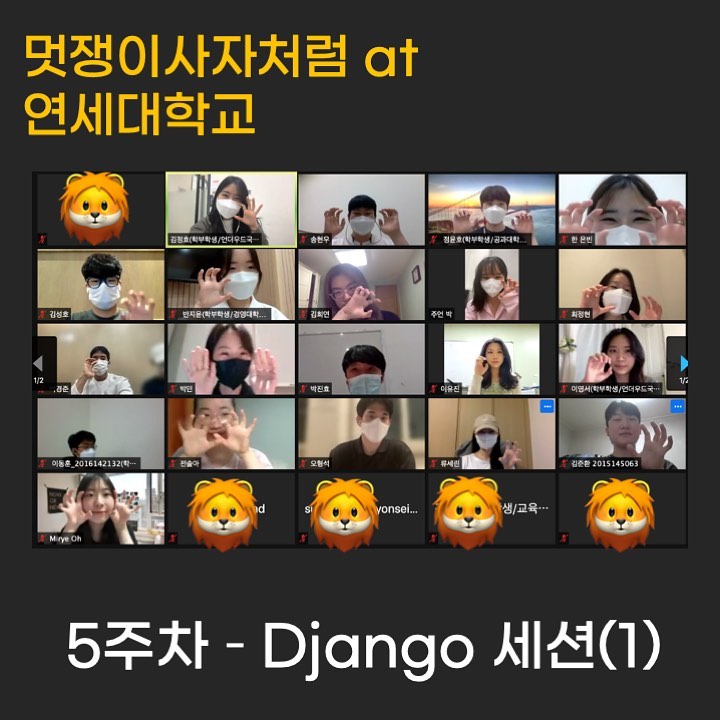 멋쟁이사자처럼 at
연세대학교
김정효(학부학생/언더우드국…
송현우
정윤호(학부학생/공과대학…
한 은빈
김성호
반지윤(학부학생/경영대학…
김희연
주언 박
최정현
1/2
경준
박민
박진효
이유진
이영서(학부학생/언더우드국…
1/2
이동훈_2016142132(학…
전솔아
오형석
류세린
김준환 2015145063
Mirye Oh
nd
su
yonsei...
생/교육…
5주차 - Django 세션(1)